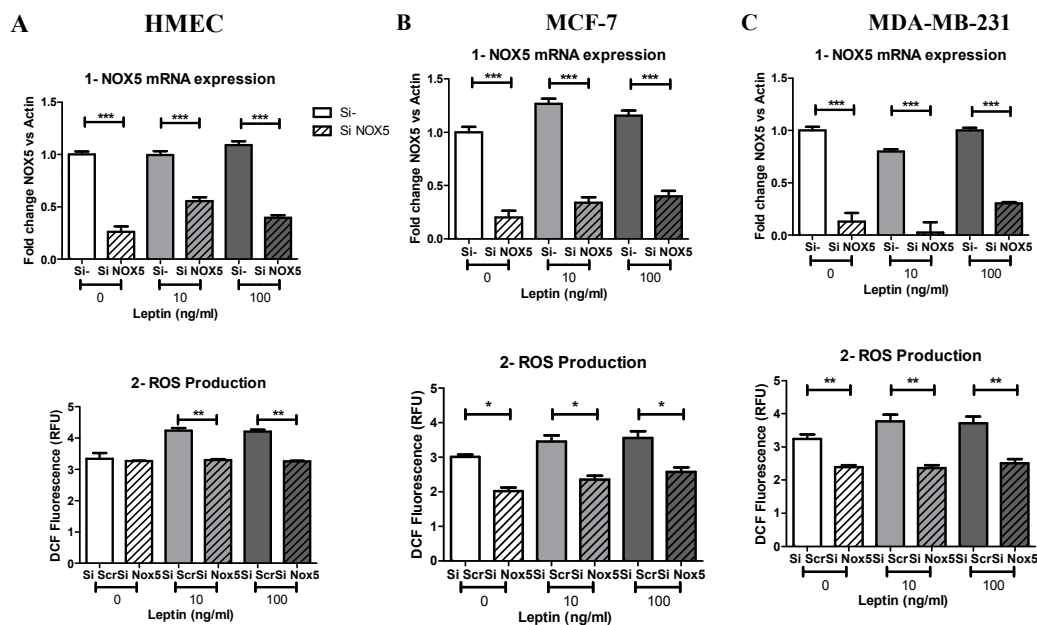 A
HMEC
1- NOX5 mRNA expression
Fold change NOX5 vs Actin
1.5
1.0
0.5
0.0
*** *** ***
Si-
Si NOX5
Si- Si NOX5 Si- Si NOX5 Si- Si NOX5
0 10 100
Leptin (ng/ml)
B
MCF-7
1- NOX5 mRNA expression
Fold change NOX5 vs Actin
1.5
1.0
0.5
0.0
*** *** ***
Si- Si NOX5 Si- Si NOX5 Si- Si NOX5
0 10 100
Leptin (ng/ml)
C
MDA-MB-231
1- NOX5 mRNA expression
Fold change NOX5 vs Actin
1.5
1.0
0.5
0.0
*** *** ***
Si- Si NOX5 Si- Si NOX5 Si- Si NOX5
0 10 100
Leptin (ng/ml)
2- ROS Production
DCF Fluorescence (RFU)
5
4
3
2
1
0
** **
Si ScrSi Nox5Si ScrSi Nox5Si ScrSi Nox5
0 10 100
Leptin (ng/ml)
2- ROS Production
DCF Fluorescence (RFU)
5
4
3
2
1
0
* * *
Si ScrSi Nox5Si ScrSi Nox5Si ScrSi Nox5
0 10 100
Leptin (ng/ml)
2- ROS Production
DCF Fluorescence (RFU)
5
4
3
2
1
0
** ** **
Si ScrSi Nox5Si ScrSi Nox5Si ScrSi Nox5
0 10 100
Leptin (ng/ml)